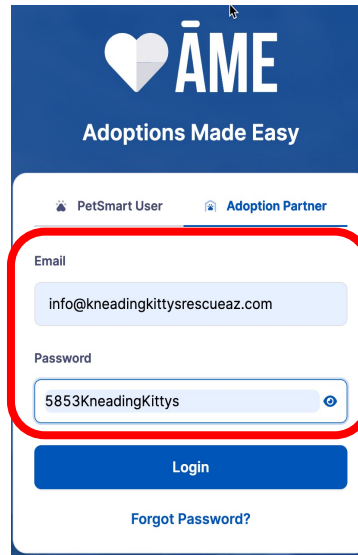 ĀME
Adoptions Made Easy
PetSmart User Adoption Partner
Email
info@kneadingkittysrescueaz.com
Password
5853KneadingKittys
Login
Forgot Password?